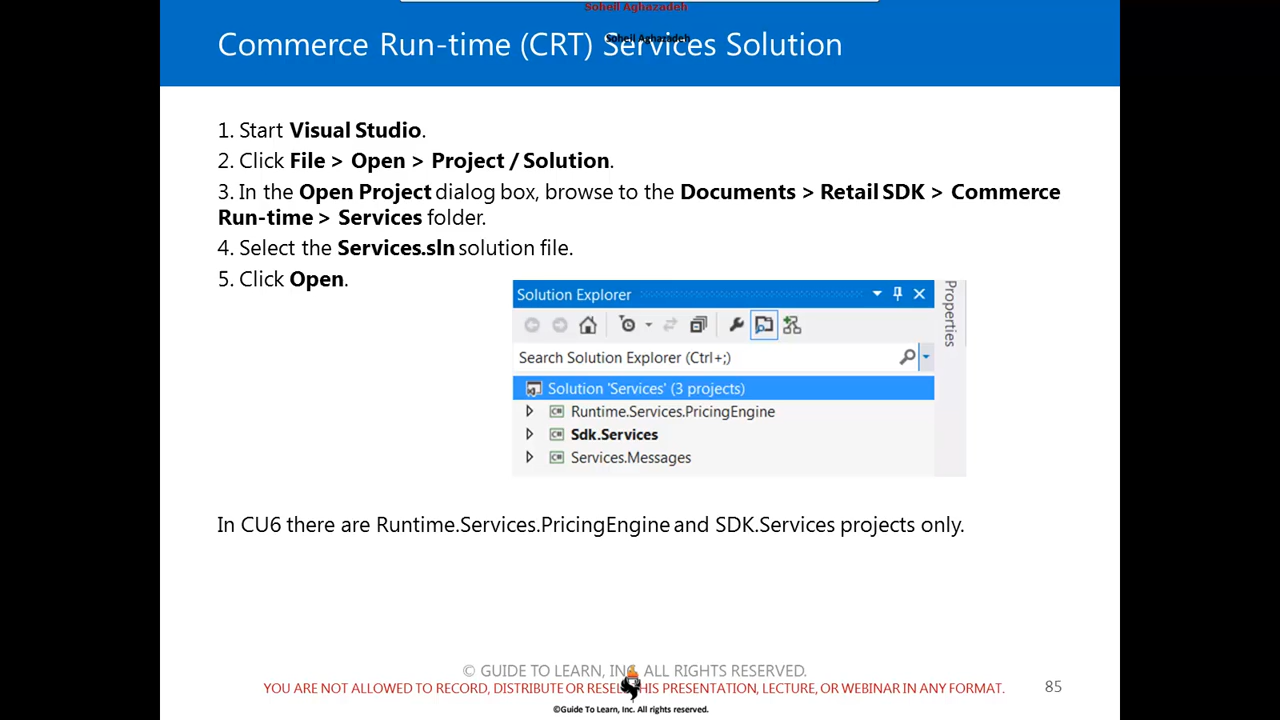 Soheil Aghazadeh
Commerce Run-time (CRT) Services Solution
Soheil Aghazadeh
1. Start Visual Studio.
2. Click File > Open > Project / Solution.
3. In the Open Project dialog box, browse to the Documents > Retail SDK > Commerce
Run-time > Services folder.
4. Select the Services.sln solution file.
5. Click Open.
Solution Explorer
Properties
Search Solution Explorer (Ctrl+;)
Solution 'Services' (3 projects)
Runtime.Services.PricingEngine
Sdk.Services
Services.Messages
In CU6 there are Runtime.Services.PricingEngine and SDK.Services projects only.
© GUIDE TO LEARN, INC. ALL RIGHTS RESERVED.
YOU ARE NOT ALLOWED TO RECORD, DISTRIBUTE OR RESELL THIS PRESENTATION, LECTURE, OR WEBINAR IN ANY FORMAT.
85
©Guide To Learn, Inc. All rights reserved.